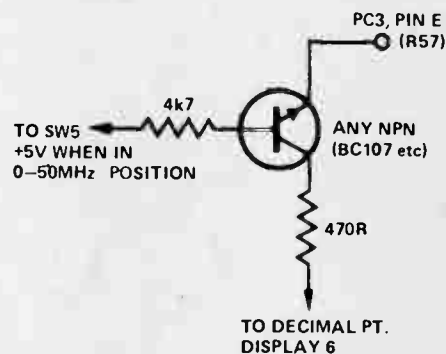 PC3, PIN E
(R57)
4k7
TO SW5
+5V WHEN IN
0–50MHz POSITION
ANY NPN
(BC107 etc)
470R
TO DECIMAL PT.
DISPLAY 6